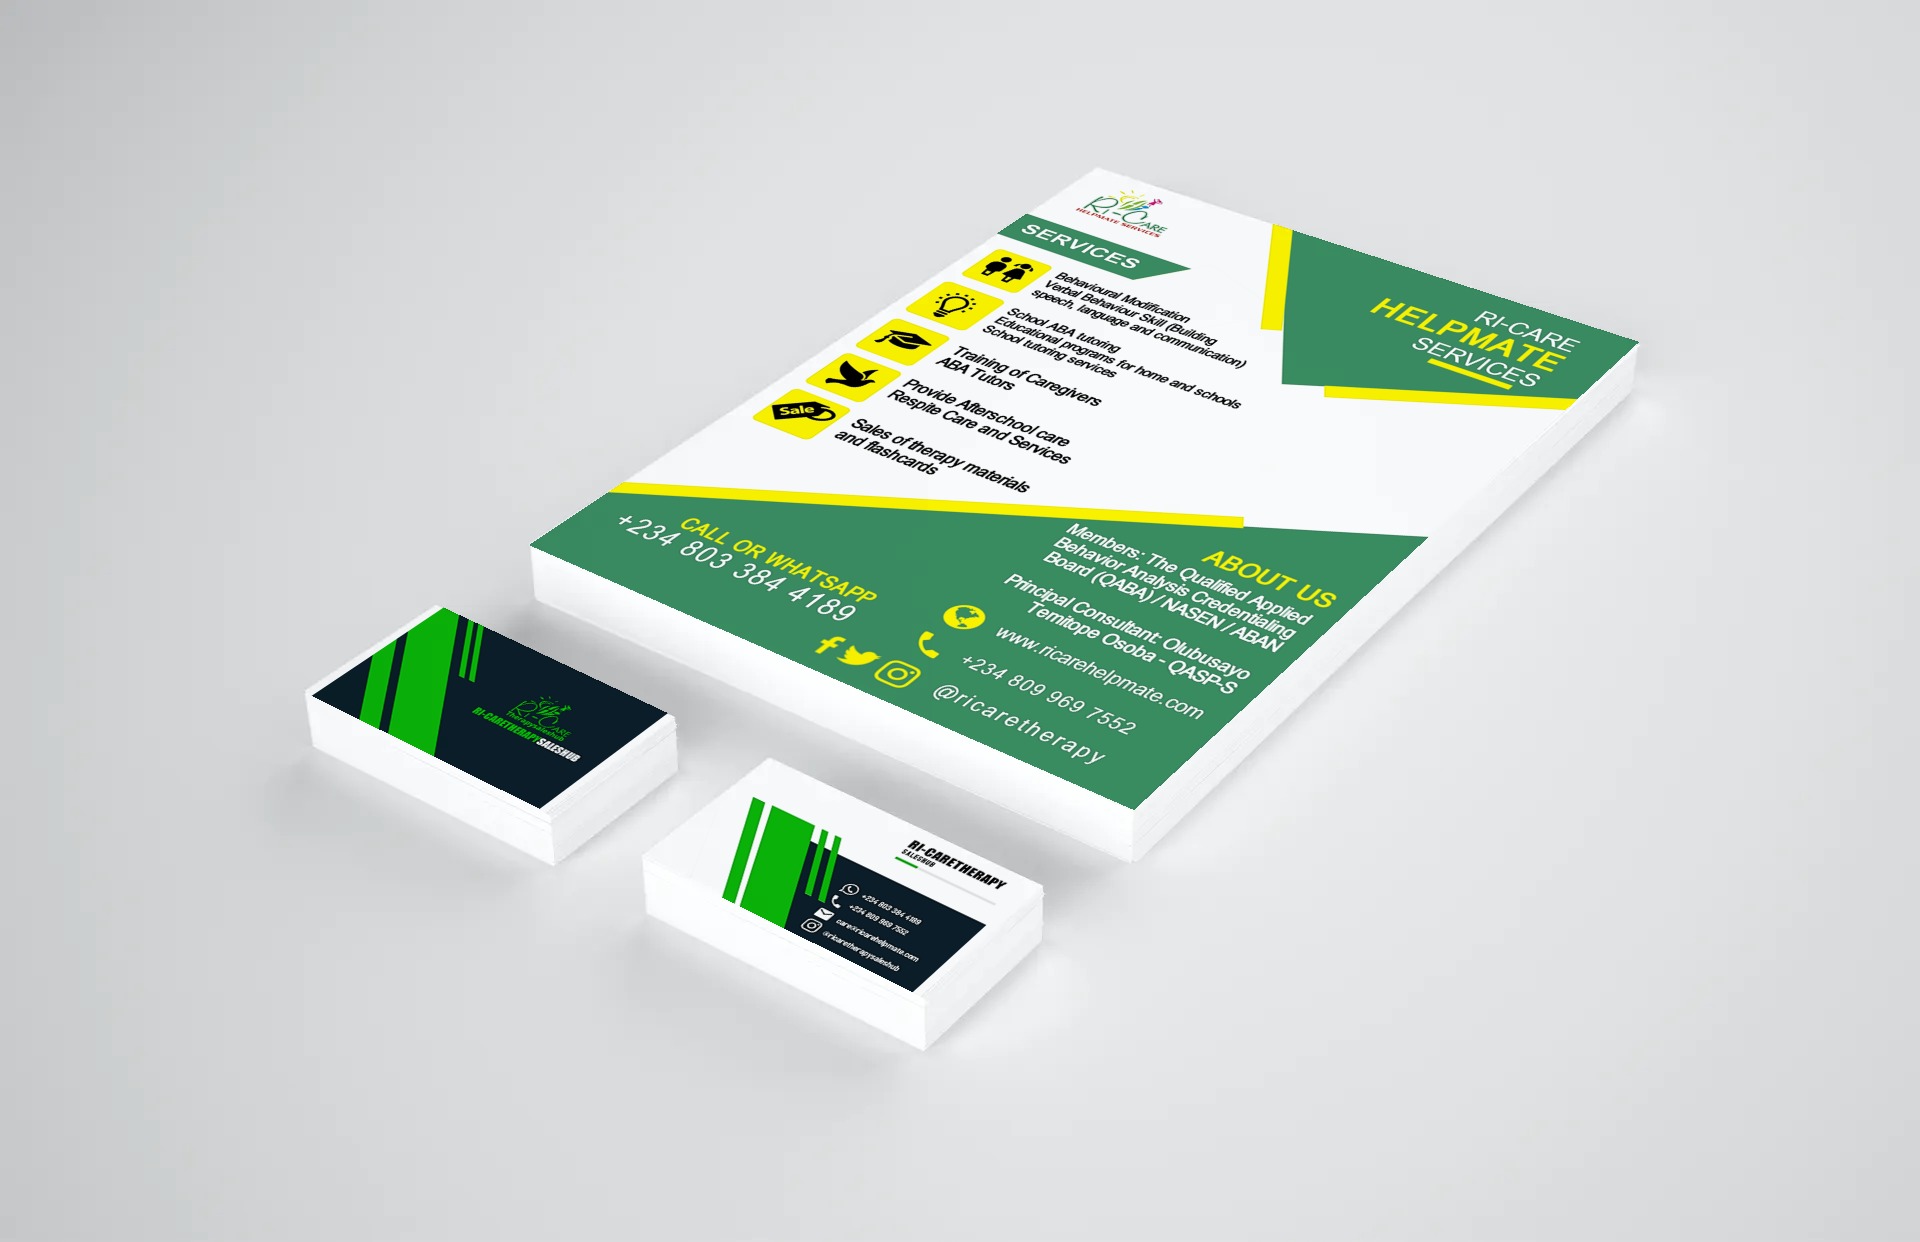 RI-CARE
HELPMATE SERVICES
SERVICES
Behavioural Modification
Verbal Behaviour Skill (Building
speech, language and communication)
School ABA tutoring
Educational programs for home and schools
School tutoring services
Training of Caregivers
ABA Tutors
Provide Afterschool care
Respite Care and Services
Sale
Sales of therapy materials
and flashcards
RI-CARE
HELPMATE
SERVICES
CALL OR WHATSAPP
+234 803 384 4189
ABOUT US
Members: The Qualified Applied
Behavior Analysis Credentialing
Board (QABA) / NASEN / ABAN
Principal Consultant: Olubusayo
Temitope Osoba - QASP-S
www.ricarehelpmate.com
+234 809 969 7552
@ricaretherapy
RI-CARE
Therapysaleshub
RI-CARETHERAPYSALESHUB
RI-CARETHERAPY
SALESHUB
+234 803 384 4189
+234 809 969 7552
care@ricarehelpmate.com
@ricaretherapysaleshub